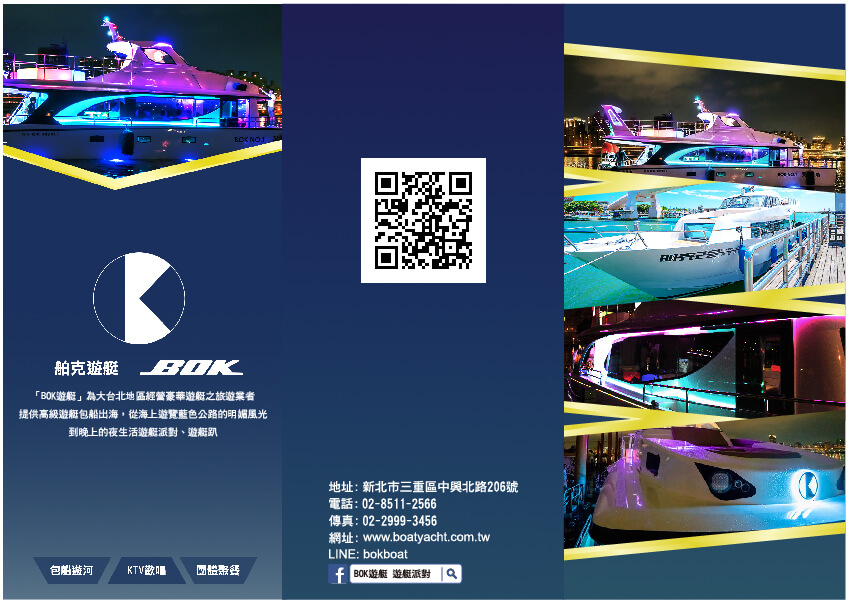 BOK NO.1
舶克遊艇 BOK
「BOK遊艇」為大台北地區經營豪華遊艇之旅遊業者
提供高級遊艇包船出海，從海上遊覽藍色公路的明媚風光
到晚上的夜生活遊艇派對、遊艇趴
包船遊河 KTV歡唱 團體聚餐
地址: 新北市三重區中興北路206號
電話: 02-8511-2566
傳真: 02-2999-3456
網址: www.boatyacht.com.tw
LINE: bokboat
f BOK遊艇 遊艇派對
BOK NO.1